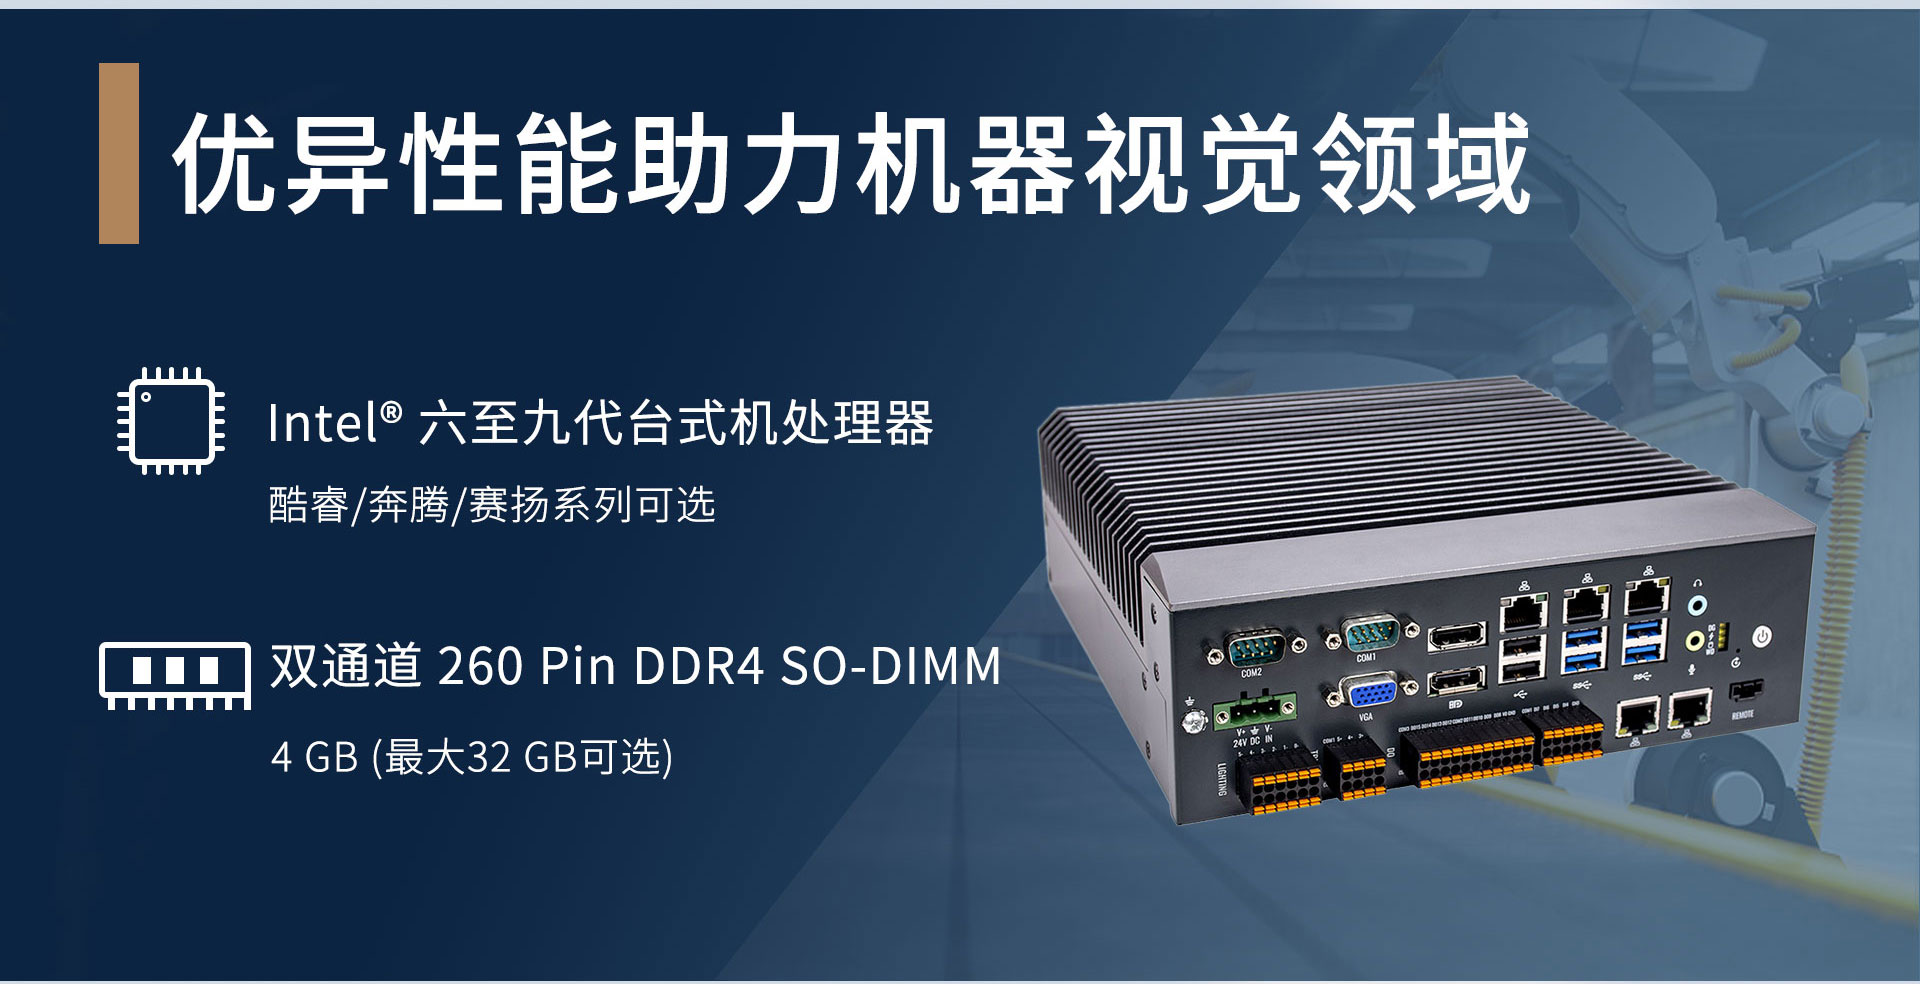 优异性能助力机器视觉领域
Intel® 六至九代台式机处理器
酷睿/奔腾/赛扬系列可选
双通道 260 Pin DDR4 SO-DIMM
4 GB (最大32 GB可选)
COM2
COM1
VGA
V+ V-
24V DC IN
LIGHTING
REMOTE